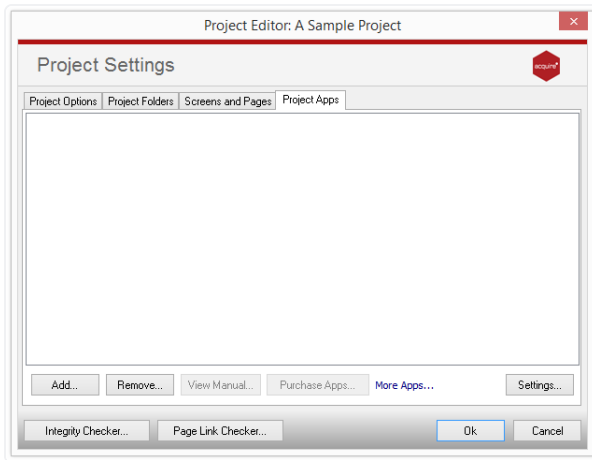 Project Editor: A Sample Project
Project Settings
acquire
Project Options Project Folders Screens and Pages Project Apps
Add... Remove... View Manual... Purchase Apps... More Apps... Settings...
Integrity Checker... Page Link Checker... Ok Cancel